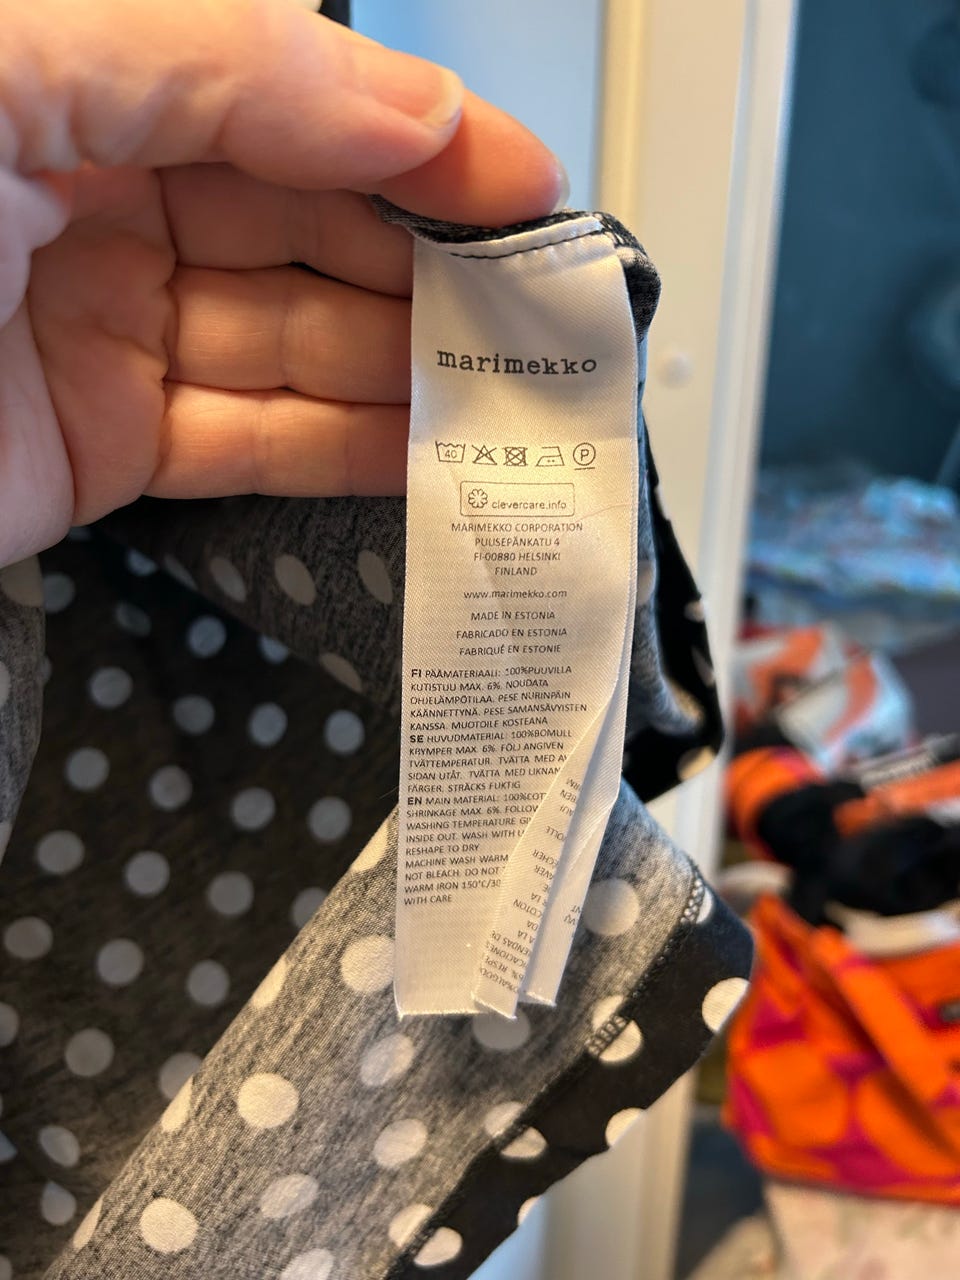 marimekko
40 P
clevercare.info
MARIMEKKO CORPORATION
PUUSEPÄNKATU 4
FI-00880 HELSINKI
FINLAND
www.marimekko.com
MADE IN ESTONIA
FABRICADO EN ESTONIA
FABRIQUÉ EN ESTONIE
FI PÄÄMATERIAALI: 100%PUUVILLA
KUTISTUU MAX. 6%. NOUDATA
OHJELÄMPÖTILAA. PESE NURINPÄIN
KÄÄNNETTYNÄ. PESE SAMANSÄVYISTEN
KANSSA. MUOTOILE KOSTEANA
SE HUVUDMATERIAL: 100%BOMULL
KRYMPER MAX. 6%. FÖLJ ANGIVEN
TVÄTTEMPERATUR. TVÄTTA MED AV
SIDAN UTÅT. TVÄTTA MED LIKNAN
FÄRGER. STRÄCKS FUKTIG
EN MAIN MATERIAL: 100%COT
SHRINKAGE MAX. 6%. FOLLOW
WASHING TEMPERATURE GI
INSIDE OUT. WASH WITH
RESHAPE TO DRY
MACHINE WASH WARM
NOT BLEACH. DO NOT
WARM IRON 150°C/30
WITH CARE